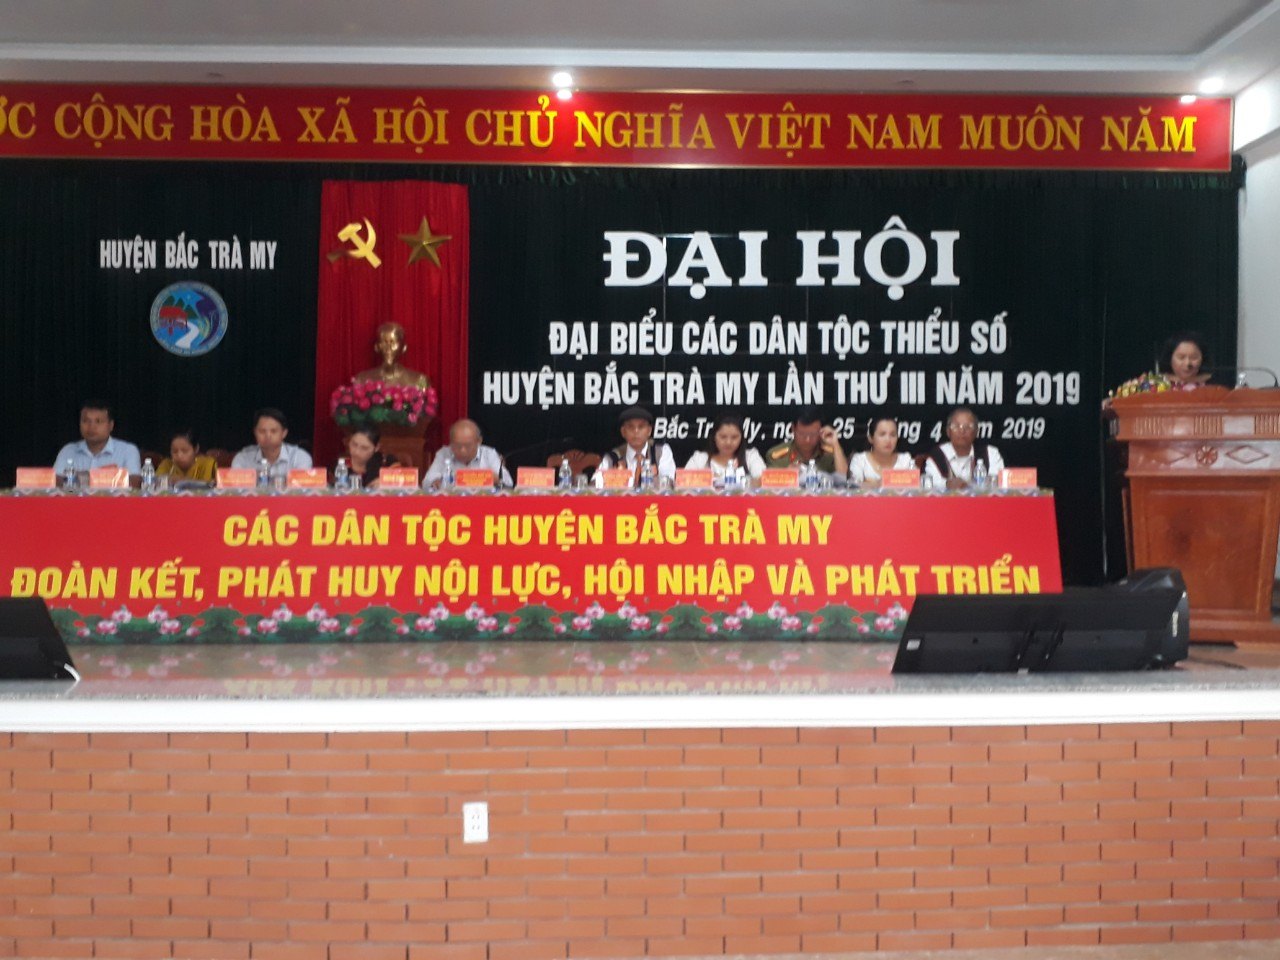 CỘNG HÒA XÃ HỘI CHỦ NGHĨA VIỆT NAM MUÔN NĂM
HUYỆN BẮC TRÀ MY
ĐẠI HỘI
ĐẠI BIỂU CÁC DÂN TỘC THIỂU SỐ
HUYỆN BẮC TRÀ MY LẦN THƯ III NĂM 2019
Bắc Trà My, 25 4 2019
CÁC DÂN TỘC HUYỆN BẮC TRÀ MY
ĐOÀN KẾT, PHÁT HUY NỘI LỰC, HỘI NHẬP VÀ PHÁT TRIỂN